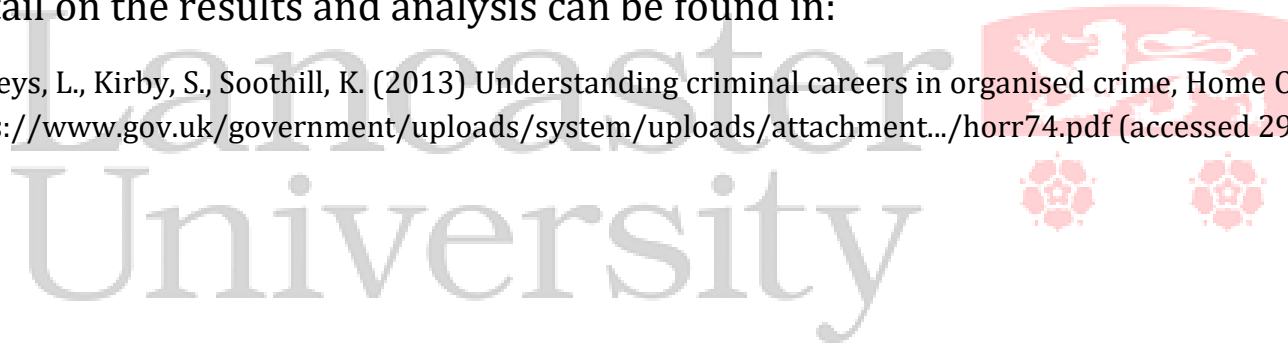 tail on the results and analysis can be found in:
eys, L., Kirby, S., Soothill, K. (2013) Understanding criminal careers in organised crime, Home O
s://www.gov.uk/government/uploads/system/uploads/attachment.../horr74.pdf (accessed 29
Lancaster
University